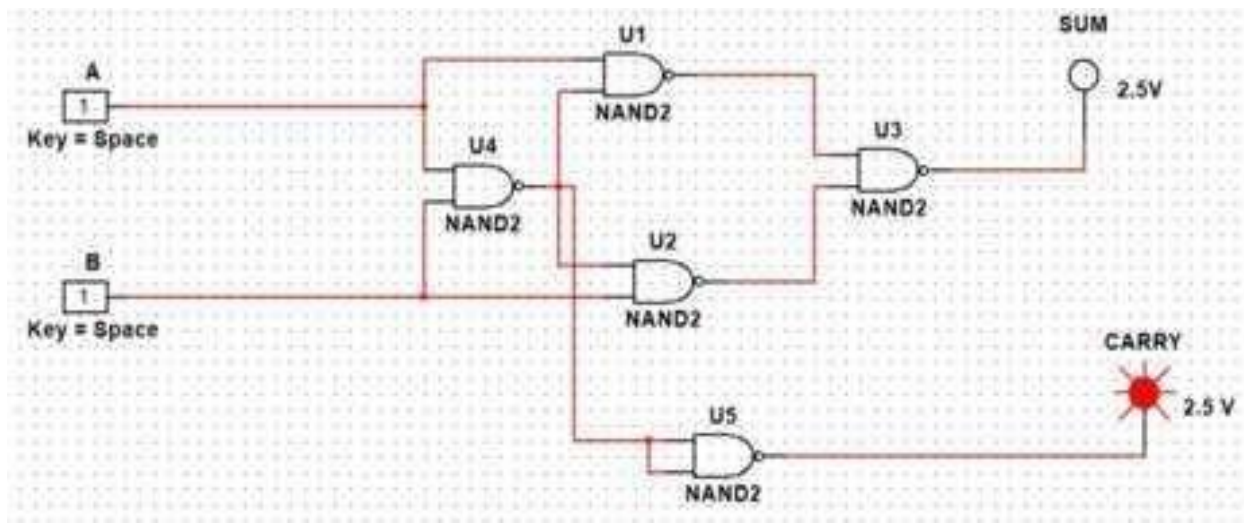 SUM
2.5V
U1
NAND2
A
1
Key = Space
U4
NAND2
U3
NAND2
B
1
Key = Space
U2
NAND2
CARRY
2.5 V
U5
NAND2